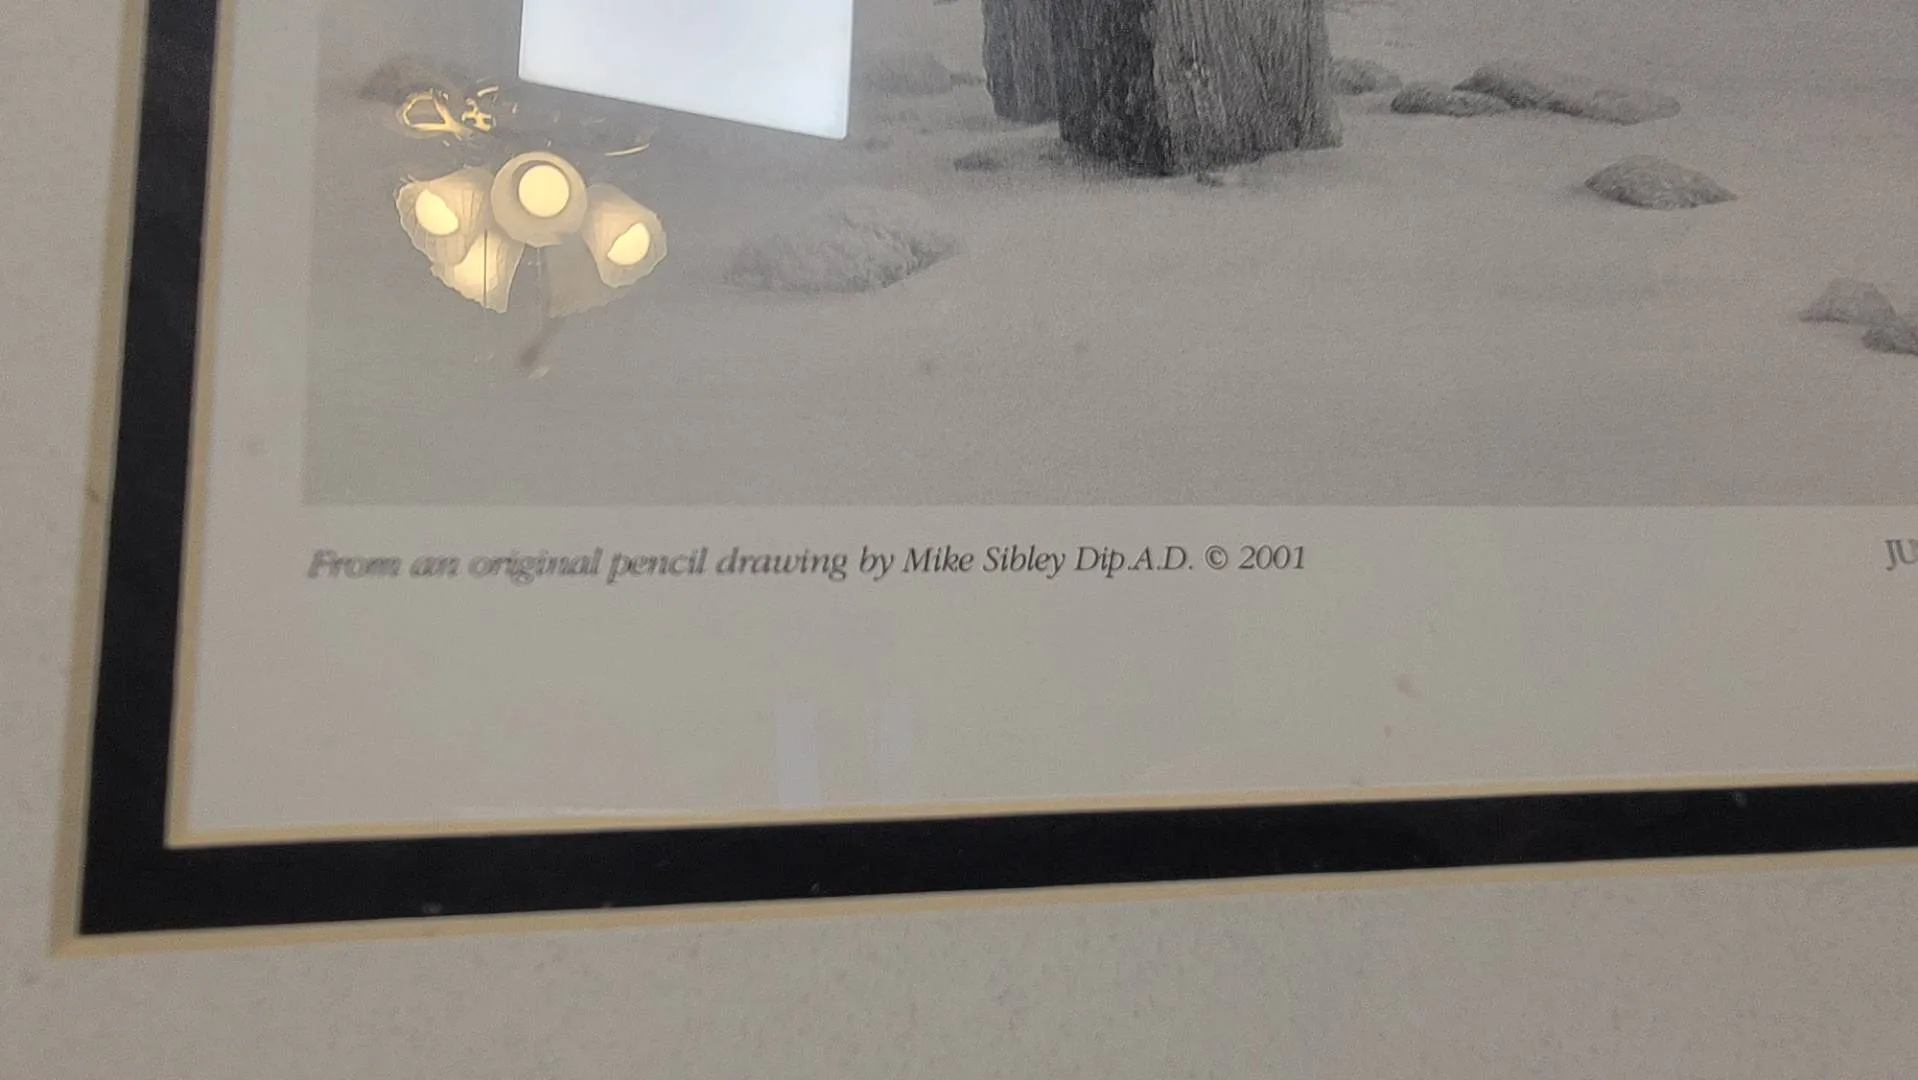 From an original pencil drawing by Mike Sibley Dip.A.D. © 2001